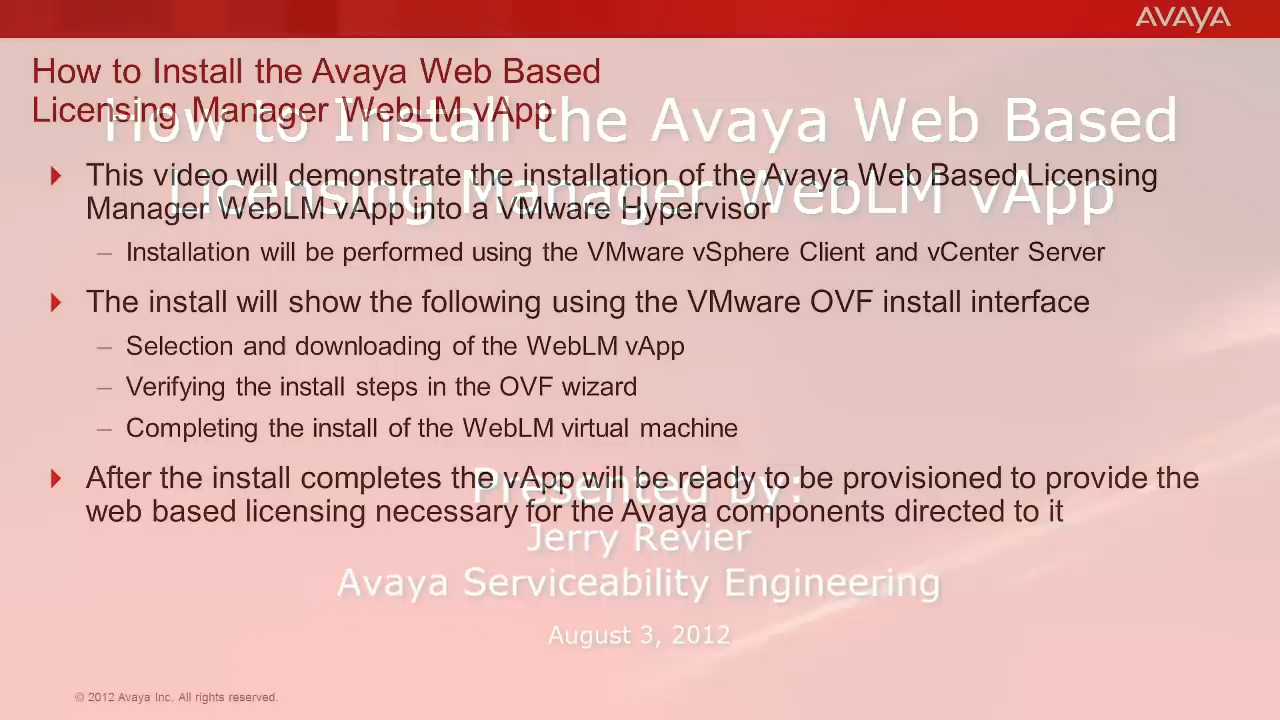 AVAYA
How to Install the Avaya Web Based
Licensing Manager WebLM vApp
How to Install the Avaya Web Based
Licensing Manager WebLM vApp
This video will demonstrate the installation of the Avaya Web Based Licensing
Manager WebLM vApp into a VMware Hypervisor
– Installation will be performed using the VMware vSphere Client and vCenter Server
The install will show the following using the VMware OVF install interface
– Selection and downloading of the WebLM vApp
– Verifying the install steps in the OVF wizard
– Completing the install of the WebLM virtual machine
After the install completes the vApp will be ready to be provisioned to provide the
web based licensing necessary for the Avaya components directed to it
Presented by:
Jerry Revier
Avaya Serviceability Engineering
August 3, 2012
© 2012 Avaya Inc. All rights reserved.